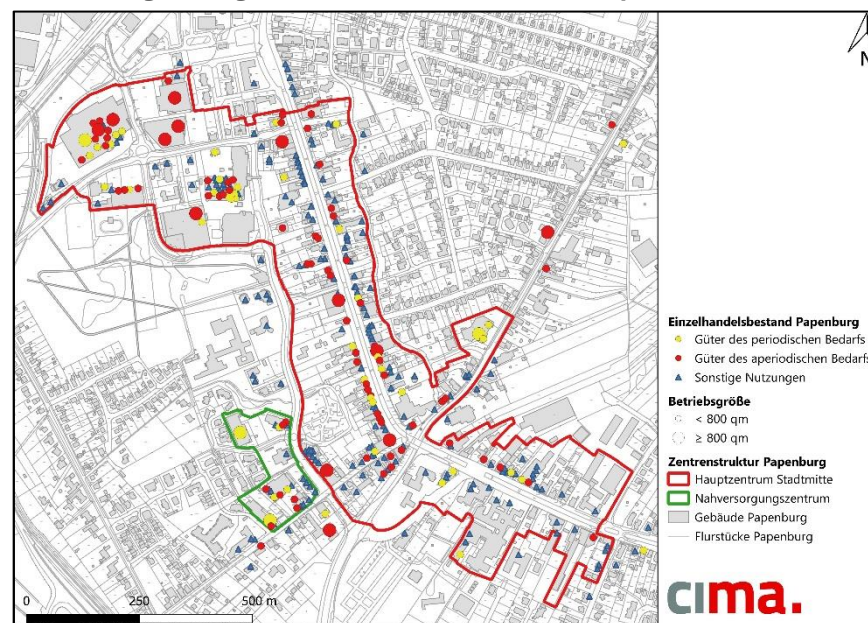 N
Einzelhandelsbestand Papenburg
Güter des periodischen Bedarfs
Güter des aperiodischen Bedarfs
Sonstige Nutzungen
Betriebsgröße
< 800 qm
≥ 800 qm
Zentrenstruktur Papenburg
Hauptzentrum Stadtmitte
Nahversorgungszentrum
Gebäude Papenburg
Flurstücke Papenburg
cima.
0 250 500 m